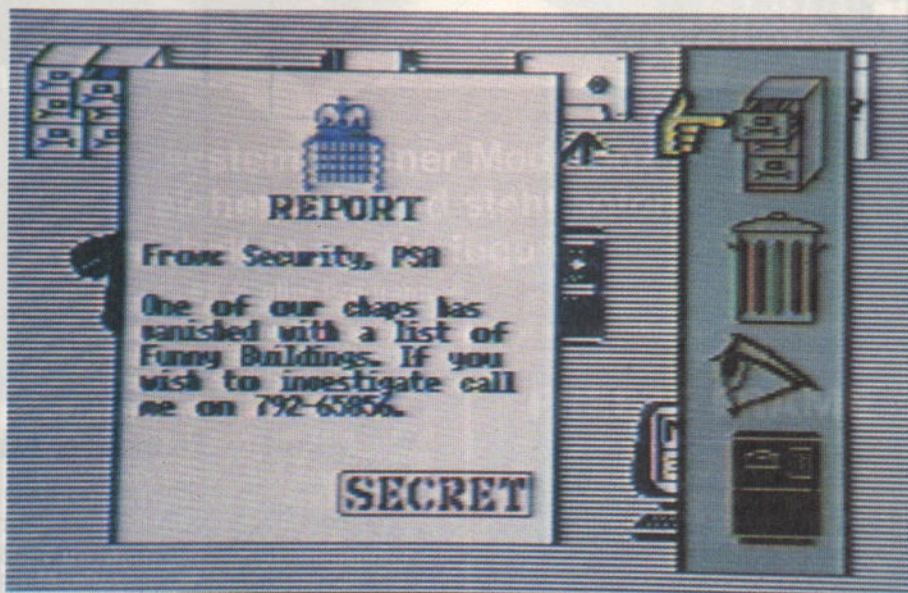 REPORT
From: Security, PSA
One of our chaps has
vanished with a list of
Funny Buildings. If you
wish to investigate call
me on 792-65056.
SECRET